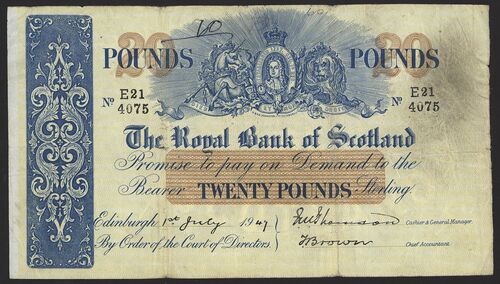 20
POUNDS 20 POUNDS 20
Nº E21 4075 Nº E21 4075
The Royal Bank of Scotland
Promise to pay on Demand to the
Bearer TWENTY POUNDS Sterling.
Edinburgh 1st July 1947
By Order of the Court of Directors.
Cashier & General Manager.
T Brown Chief Accountant.